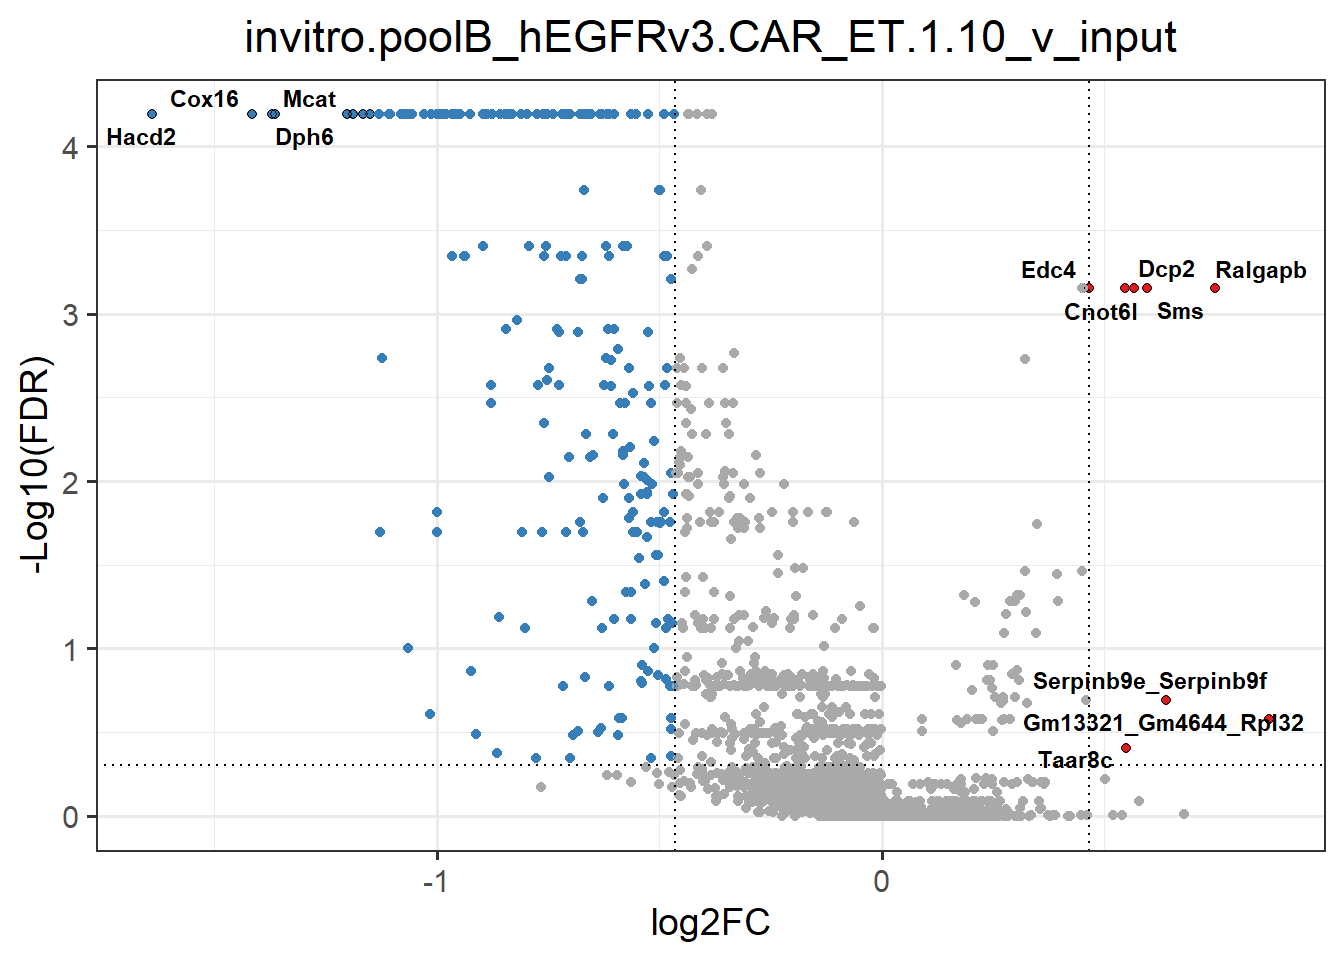 invitro.poolB_hEGFRv3.CAR_ET.1.10_v_input
Cox16
Mcat
Hacd2
Dph6
Edc4
Dcp2
Ralgapb
Cnot6l
Sms
Serpinb9e_Serpinb9f
Gm13321_Gm4644_Rpl32
Taar8c
4
3
2
1
0
-Log10(FDR)
-1
0
log2FC